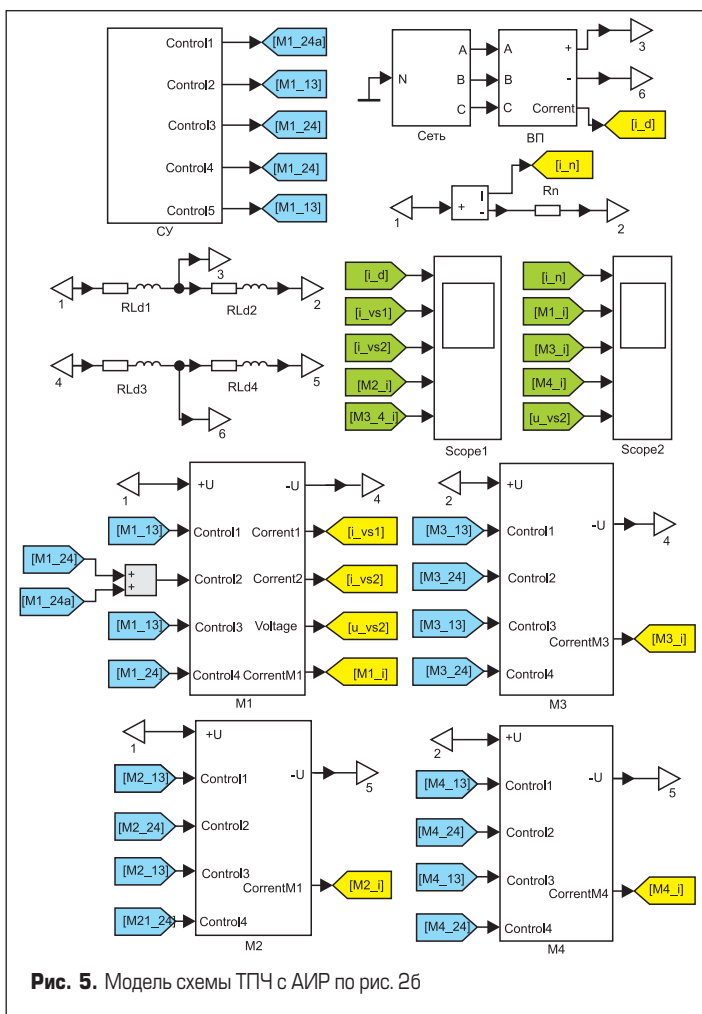 Control1
[M1_24a]
Control2
[M1_13]
Control3
[M1_24]
Control4
[M1_24]
Control5
[M1_13]
СУ
N
A
B
C
Сеть
A
B
C
+
-
Corrent
ВП
3
6
[i_d]
[i_n]
1
+
I
-
Rn
2
1
RLd1
3
RLd2
2
4
RLd3
6
RLd4
5
[i_d]
[i_vs1]
[i_vs2]
[M2_i]
[M3_4_i]
Scope1
[i_n]
[M1_i]
[M3_i]
[M4_i]
[u_vs2]
Scope2
1
+U
-U
4
[M1_13]
Control1
Corrent1
[i_vs1]
[M1_24]
[M1_24a]
+
+
Control2
Corrent2
[i_vs2]
[M1_13]
Control3
Voltage
[u_vs2]
[M1_24]
Control4
CorrentM1
[M1_i]
M1
2
+U
-U
4
[M3_13]
Control1
[M3_24]
Control2
[M3_13]
Control3
CorrentM3
[M3_i]
[M3_24]
Control4
M3
1
+U
-U
5
[M2_13]
Control1
[M2_24]
Control2
[M2_13]
Control3
CorrentM1
[M2_i]
[M21_24]
Control4
M2
2
+U
-U
5
[M4_13]
Control1
[M4_24]
Control2
[M4_13]
Control3
CorrentM4
[M4_i]
[M4_24]
Control4
M4
Рис. 5. Модель схемы ТПЧ с АИР по рис. 2б